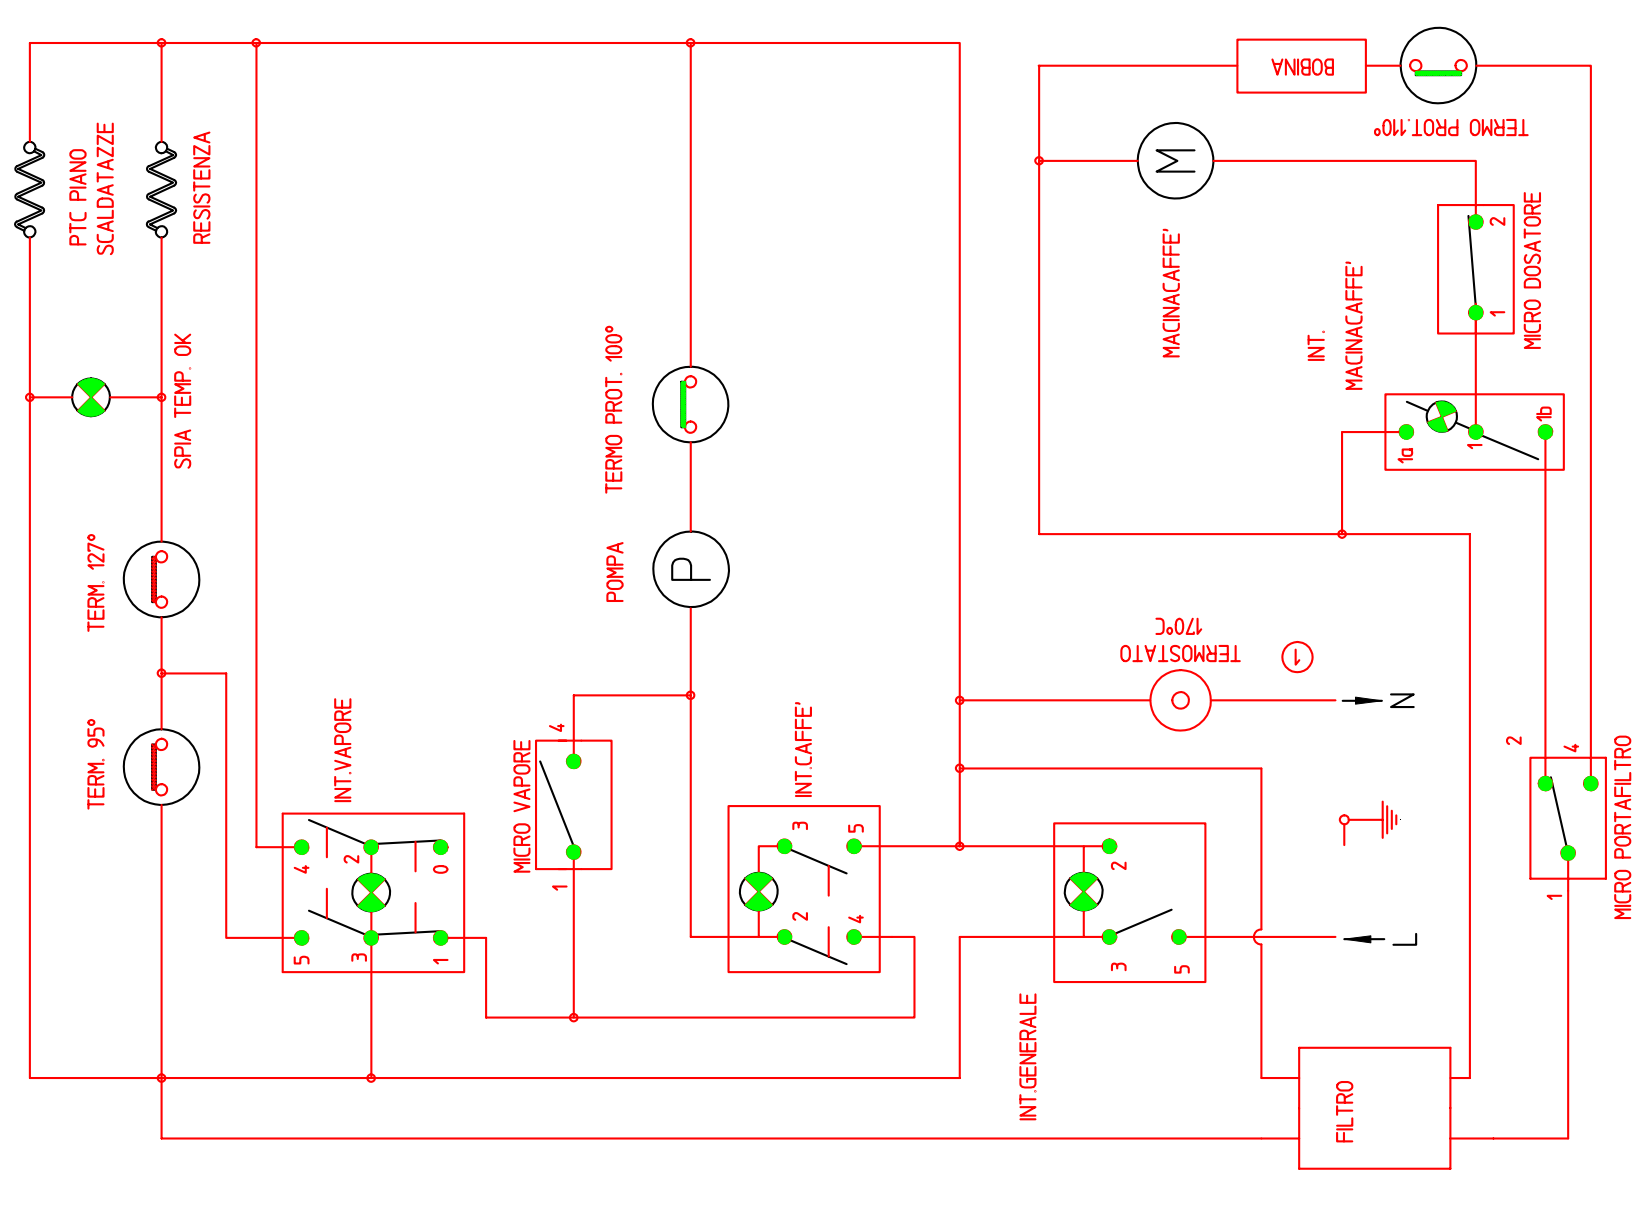 PTC PIANO
SCALDATAZZE
RESISTENZA
SPIA TEMP. OK
TERM. 127°
TERM. 95°
INT.VAPORE
4
2
0
5
3
1
MICRO VAPORE
4
1
TERMO PROT. 100°
POMPA
P
INT.CAFFE'
3
5
2
4
INT.GENERALE
2
3
5
BOBINA
TERMO PROT.110°
M
MACINACAFFE'
MICRO DOSATORE
2
1
INT.
MACINACAFFE'
1a
1
1b
TERMOSTATO
170°C
1
N
L
MICRO PORTAFILTRO
2
4
1
FILTRO